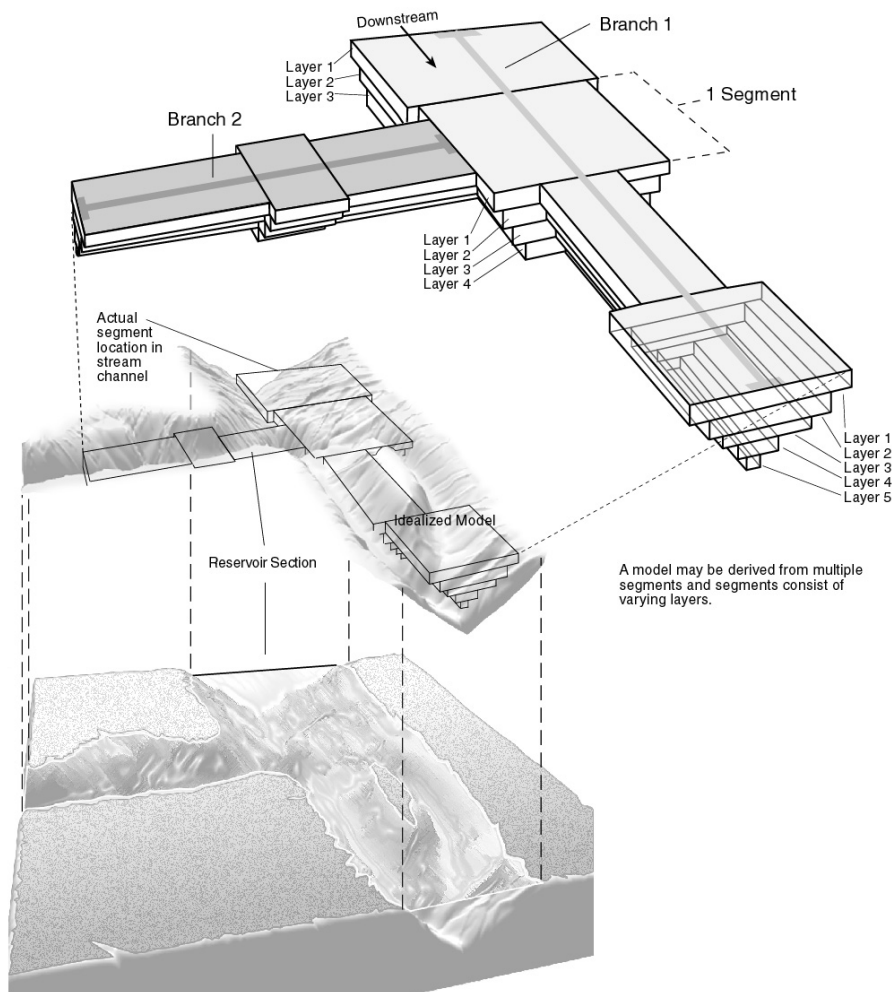 Downstream
Branch 1
Layer 1
Layer 2
Layer 3
1 Segment
Branch 2
Layer 1
Layer 2
Layer 3
Layer 4
Actual
segment
location in
stream
channel
Layer 1
Layer 2
Layer 3
Layer 4
Layer 5
Idealized Model
Reservoir Section
A model may be derived from multiple
segments and segments consist of
varying layers.